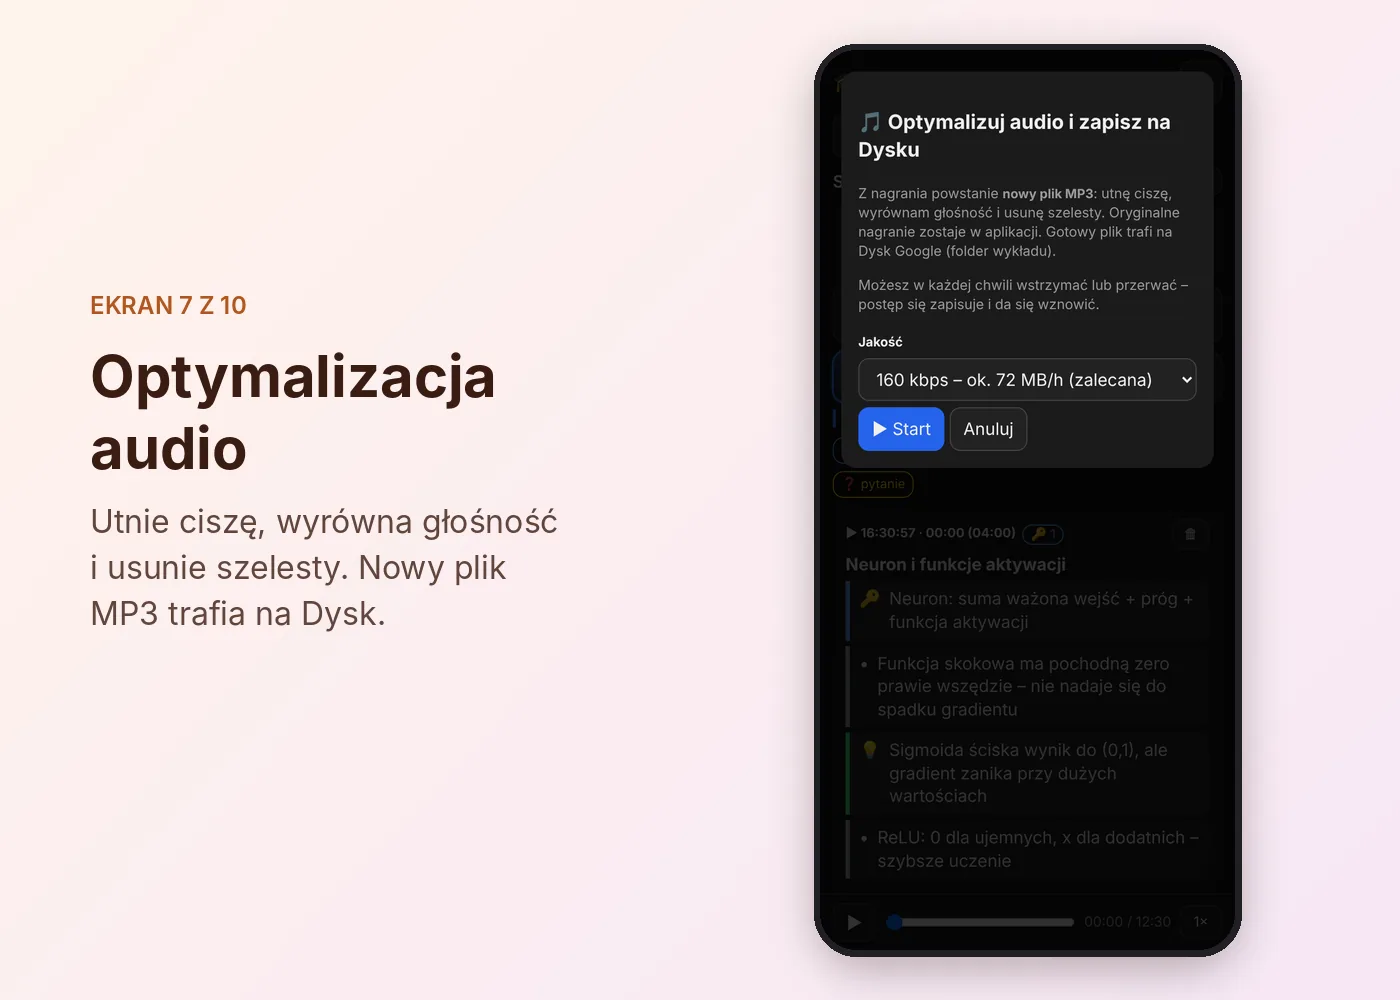 EKRAN 7 Z 10
Optymalizacja
audio
Utnie ciszę, wyrówna głośność
i usunie szelesty. Nowy plik
MP3 trafia na Dysk.
🎵 Optymalizuj audio i zapisz na
Dysku
Z nagrania powstanie nowy plik MP3: utnę ciszę,
wyrównam głośność i usunę szelesty. Oryginalne
nagranie zostaje w aplikacji. Gotowy plik trafi na
Dysk Google (folder wykładu).
Możesz w każdej chwili wstrzymać lub przerwać –
postęp się zapisuje i da się wznowić.
Jakość
160 kbps – ok. 72 MB/h (zalecana)
▶ Start Anuluj
❓ pytanie
▶ 16:30:57 · 00:00 (04:00) 🔑 1
Neuron i funkcje aktywacji
🔑 Neuron: suma ważona wejść + próg +
funkcja aktywacji
• Funkcja skokowa ma pochodną zero
prawie wszędzie – nie nadaje się do
spadku gradientu
💡 Sigmoida ściska wynik do (0,1), ale
gradient zanika przy dużych
wartościach
• ReLU: 0 dla ujemnych, x dla dodatnich –
szybsze uczenie
00:00 / 12:30 1×